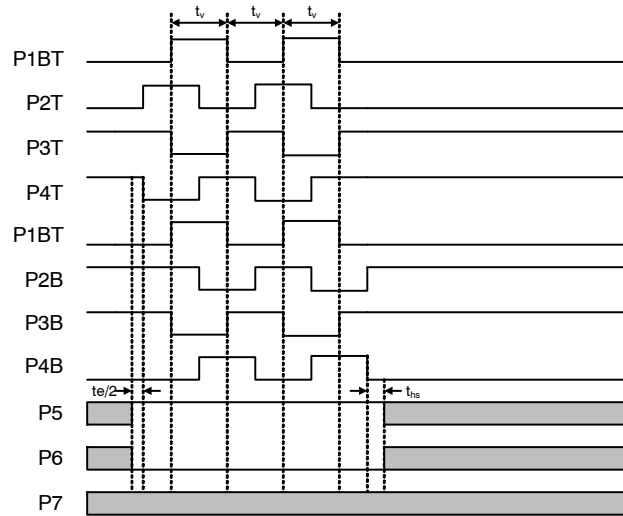 tv tv tv
P1BT
P2T
P3T
P4T
P1BT
P2B
P3B
P4B
te/2 ths
P5
P6
P7